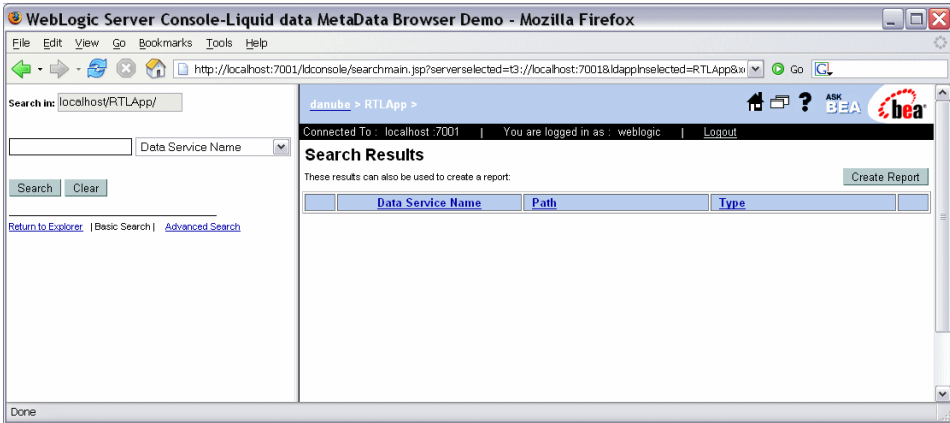 WebLogic Server Console-Liquid data MetaData Browser Demo - Mozilla Firefox
File Edit View Go Bookmarks Tools Help
http://localhost:7001/ldconsole/searchmain.jsp?serverselected=t3://localhost:7001&ldapplnselected=RTLApp&x Go G
Search in: localhost/RTLApp/
Data Service Name
Search Clear
Return to Explorer | Basic Search | Advanced Search
danube > RTLApp >
? ASK BEA bea
Connected To : localhost :7001 | You are logged in as : weblogic | Logout
Search Results
These results can also be used to create a report:
Create Report
Data Service Name Path Type
Done